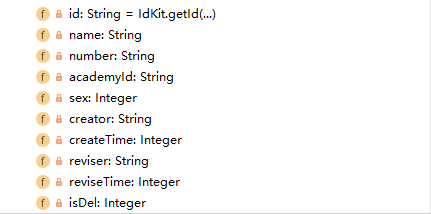 f id: String = IdKit.getId(...)
f name: String
f number: String
f academyId: String
f sex: Integer
f creator: String
f createTime: Integer
f reviser: String
f reviseTime: Integer
f isDel: Integer